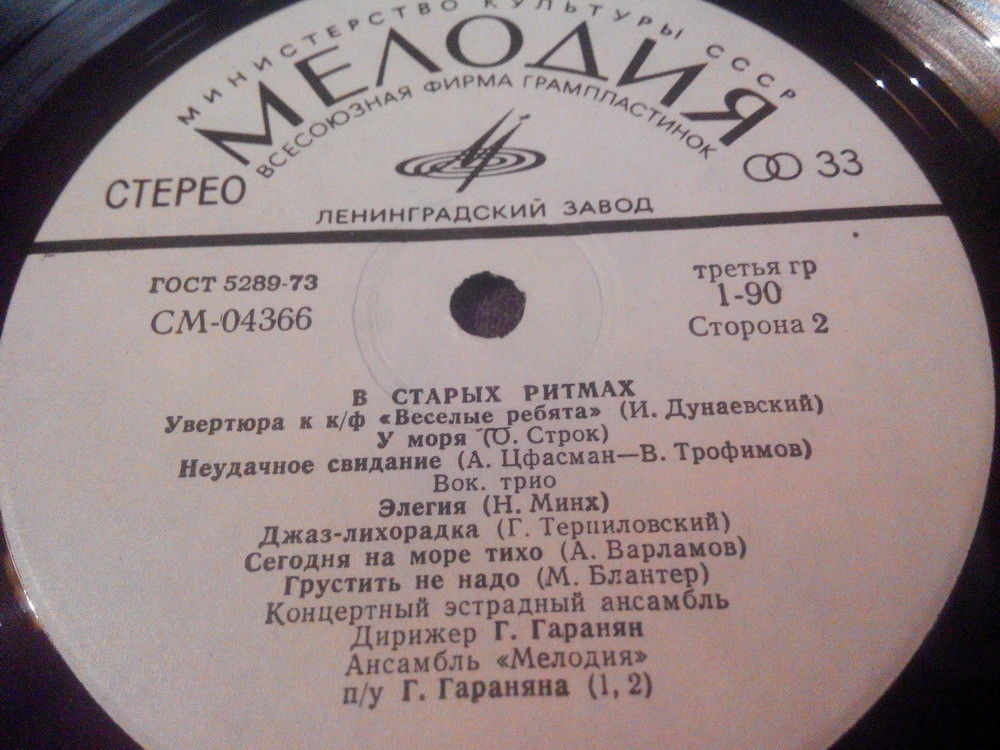 МИНИСТЕРСТВО КУЛЬТУРЫ СССР
МЕЛОДИЯ
ВСЕСОЮЗНАЯ ФИРМА ГРАМПЛАСТИНОК
СТЕРЕО
33
ЛЕНИНГРАДСКИЙ ЗАВОД
ГОСТ 5289-73
третья гр
СМ-04366
1-90
Сторона 2
В СТАРЫХ РИТМАХ
Увертюра к к/ф «Веселые ребята» (И. Дунаевский)
У моря (О. Строк)
Неудачное свидание (А. Цфасман—В. Трофимов)
Вок. трио
Элегия (Н. Минх)
Джаз-лихорадка (Г. Терпиловский)
Сегодня на море тихо (А. Варламов)
Грустить не надо (М. Блантер)
Концертный эстрадный ансамбль
Дирижер Г. Гаранян
Ансамбль «Мелодия»
п/у Г. Гараняна (1, 2)